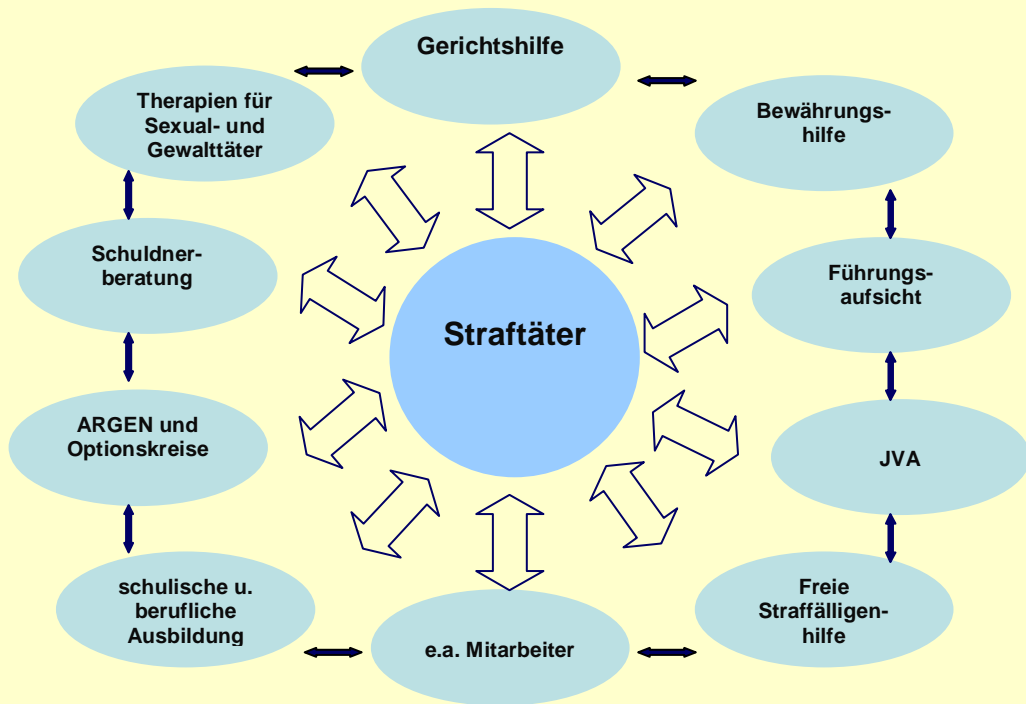 Gerichtshilfe
Therapien für
Sexual- und
Gewalttäter
Bewährungs-
hilfe
Schuldner-
beratung
Führungs-
aufsicht
Straftäter
ARGEN und
Optionskreise
JVA
schulische u.
berufliche
Ausbildung
e.a. Mitarbeiter
Freie
Straffälligen-
hilfe